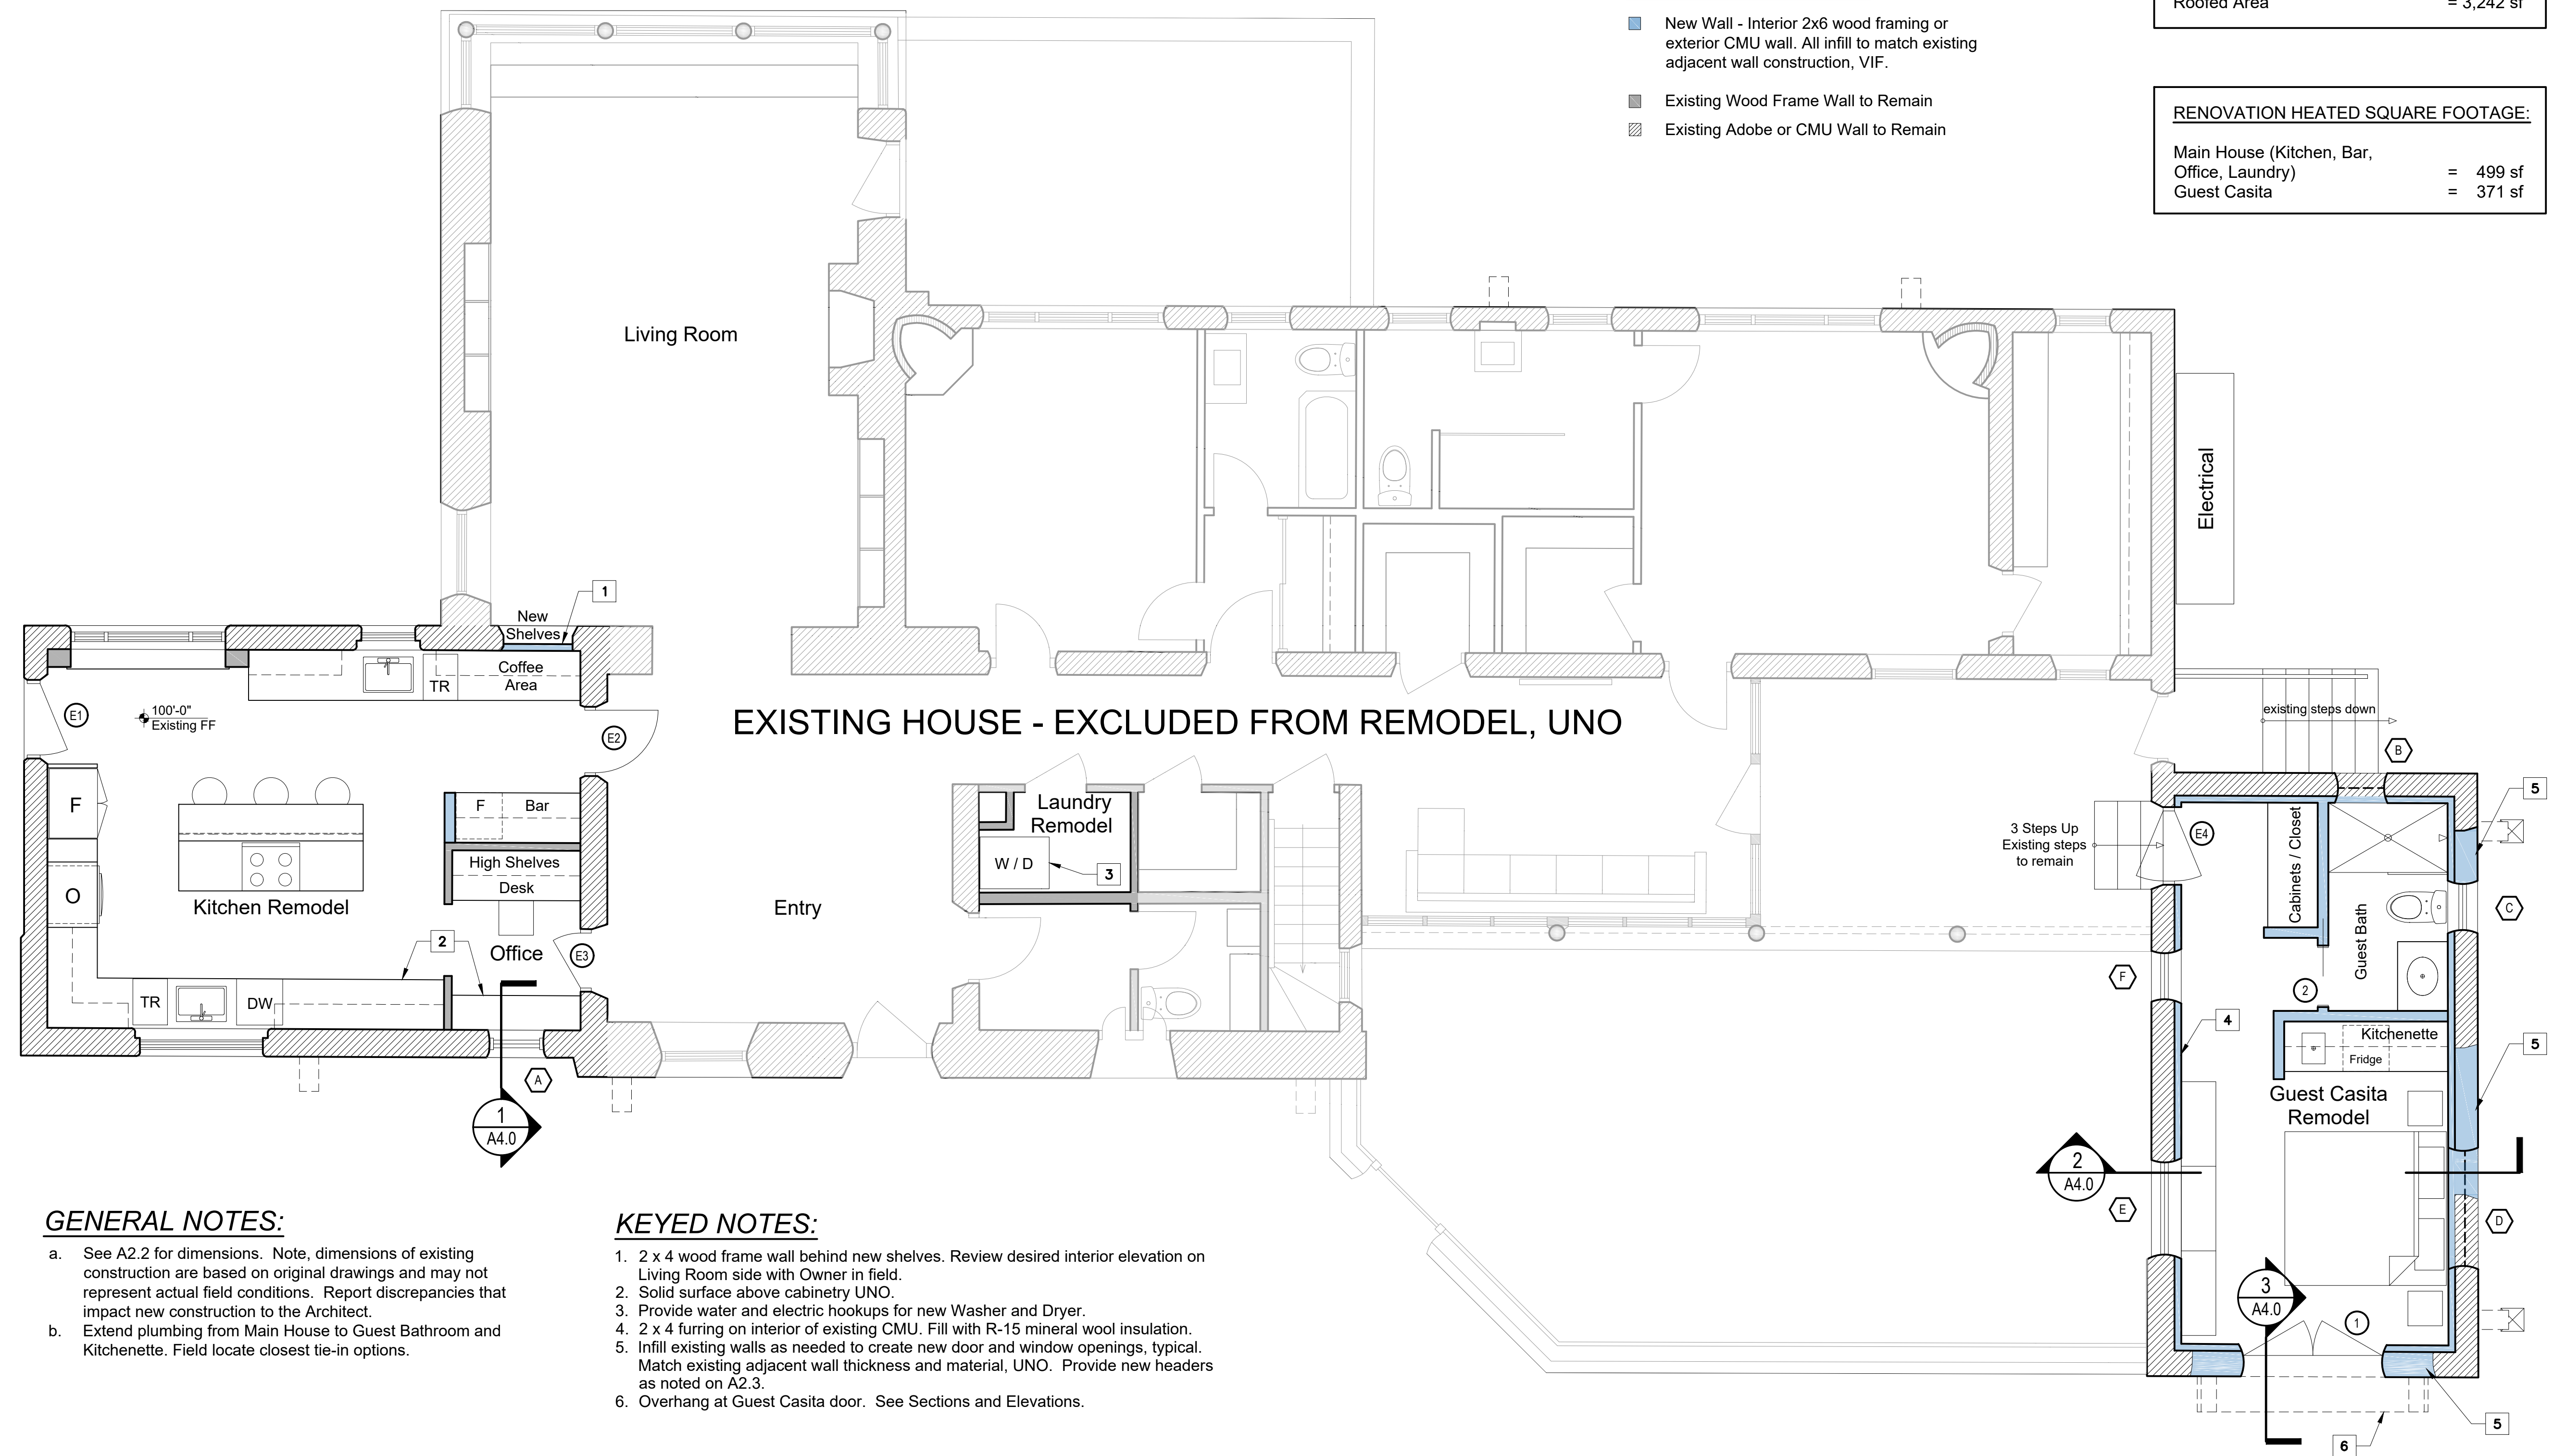 Roofed Area = 3,242 sf
New Wall - Interior 2x6 wood framing or
exterior CMU wall. All infill to match existing
adjacent wall construction, VIF.
Existing Wood Frame Wall to Remain
Existing Adobe or CMU Wall to Remain
RENOVATION HEATED SQUARE FOOTAGE:
Main House (Kitchen, Bar,
Office, Laundry) = 499 sf
Guest Casita = 371 sf
Living Room
Electrical
1
New
Shelves
Coffee
Area
TR
E1
100'-0"
Existing FF
E2
EXISTING HOUSE - EXCLUDED FROM REMODEL, UNO
existing steps down
B
F
F
Bar
Laundry
Remodel
W / D
3
High Shelves
Desk
O
Kitchen Remodel
Entry
2
Office
E3
TR
DW
A
1
A4.0
3 Steps Up
Existing steps
to remain
E4
Cabinets / Closet
5
C
Guest Bath
F
2
4
Kitchenette
Fridge
5
Guest Casita
Remodel
2
A4.0
E
D
3
A4.0
1
5
6
GENERAL NOTES:
a. See A2.2 for dimensions. Note, dimensions of existing
construction are based on original drawings and may not
represent actual field conditions. Report discrepancies that
impact new construction to the Architect.
b. Extend plumbing from Main House to Guest Bathroom and
Kitchenette. Field locate closest tie-in options.
KEYED NOTES:
1. 2 x 4 wood frame wall behind new shelves. Review desired interior elevation on
Living Room side with Owner in field.
2. Solid surface above cabinetry UNO.
3. Provide water and electric hookups for new Washer and Dryer.
4. 2 x 4 furring on interior of existing CMU. Fill with R-15 mineral wool insulation.
5. Infill existing walls as needed to create new door and window openings, typical.
Match existing adjacent wall thickness and material, UNO. Provide new headers
as noted on A2.3.
6. Overhang at Guest Casita door. See Sections and Elevations.